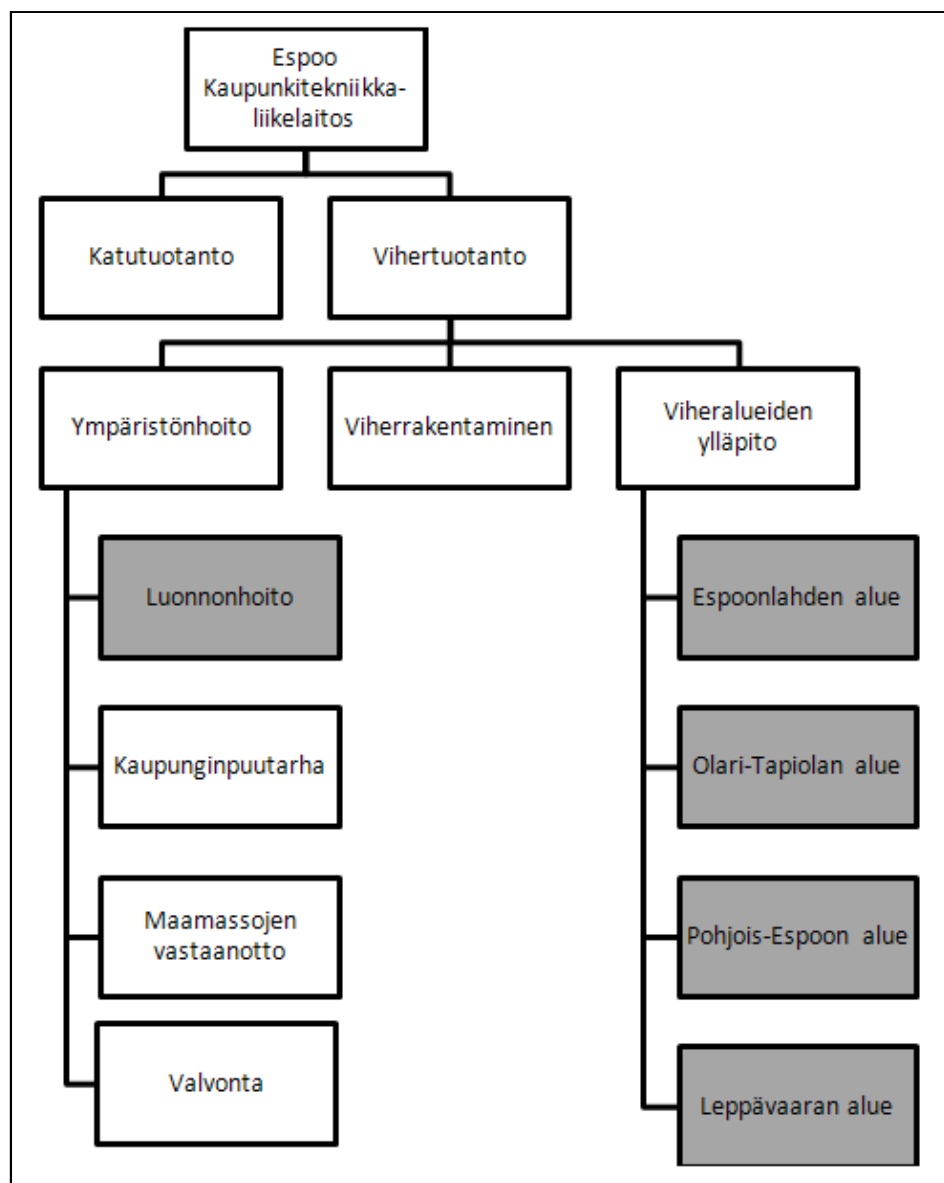 Espoo
Kaupunkitekniikka-
liikelaitos
Katutuotanto
Vihertuotanto
Ympäristönhoito
Viherrakentaminen
Viheralueiden
ylläpito
Luonnonhoito
Kaupunginpuutarha
Maamassojen
vastaanotto
Valvonta
Espoonlahden alue
Olari-Tapiolan alue
Pohjois-Espoon alue
Leppävaaran alue